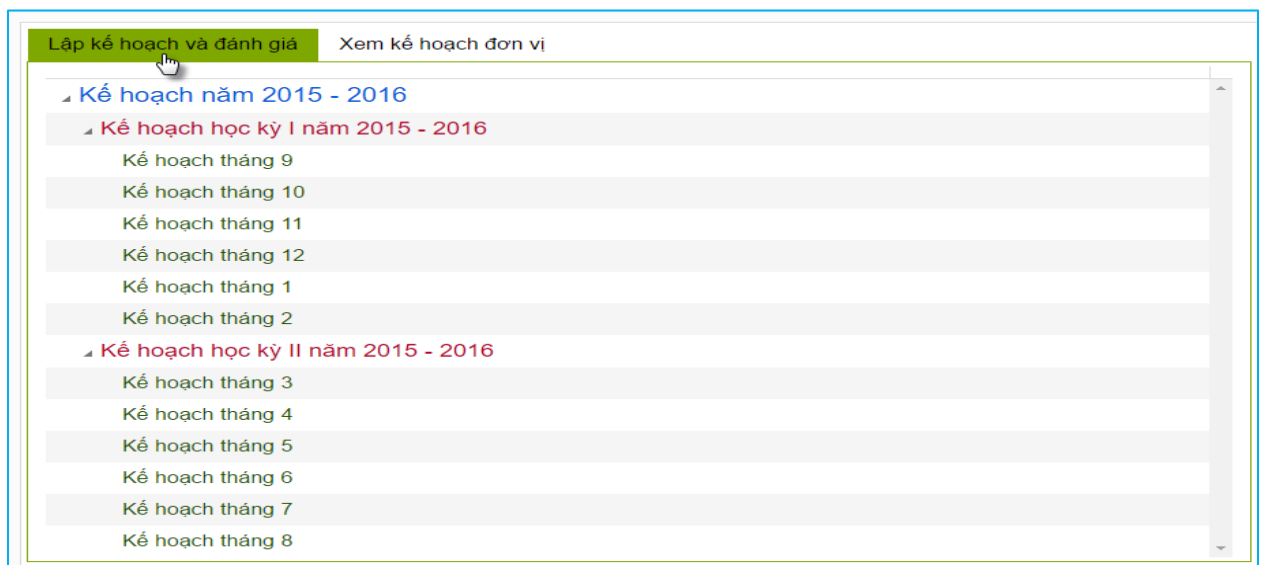 Lập kế hoạch và đánh giá Xem kế hoạch đơn vị
Kế hoạch năm 2015 - 2016
Kế hoạch học kỳ I năm 2015 - 2016
Kế hoạch tháng 9
Kế hoạch tháng 10
Kế hoạch tháng 11
Kế hoạch tháng 12
Kế hoạch tháng 1
Kế hoạch tháng 2
Kế hoạch học kỳ II năm 2015 - 2016
Kế hoạch tháng 3
Kế hoạch tháng 4
Kế hoạch tháng 5
Kế hoạch tháng 6
Kế hoạch tháng 7
Kế hoạch tháng 8